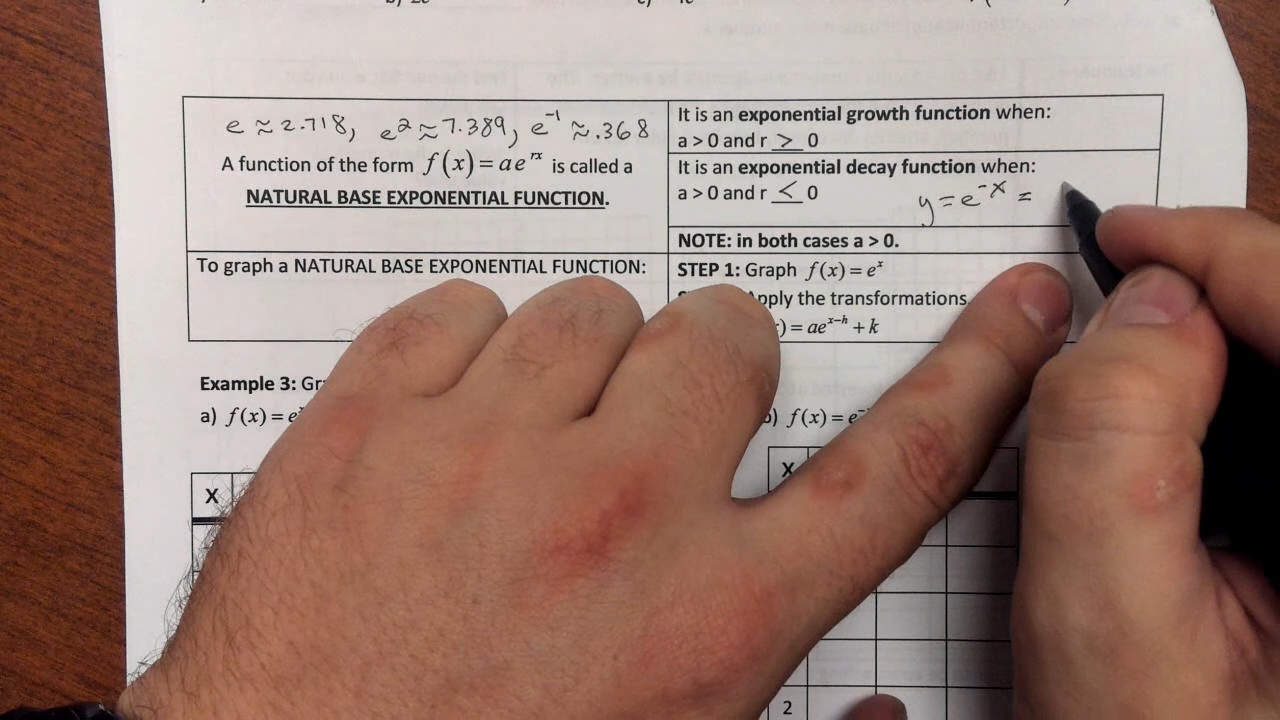 e ≈ 2.718, e² ≈ 7.389, e⁻¹ ≈ .368
A function of the form f(x) = ae^rx is called a
NATURAL BASE EXPONENTIAL FUNCTION.
It is an exponential growth function when:
a > 0 and r > 0
It is an exponential decay function when:
a > 0 and r < 0
y = e^-x =
NOTE: in both cases a > 0.
To graph a NATURAL BASE EXPONENTIAL FUNCTION:
STEP 1: Graph f(x) = e^x
the transformations
) = ae^x-h + k
Example 3:
a) f(x) = e
) f(x) = e
X
X
2